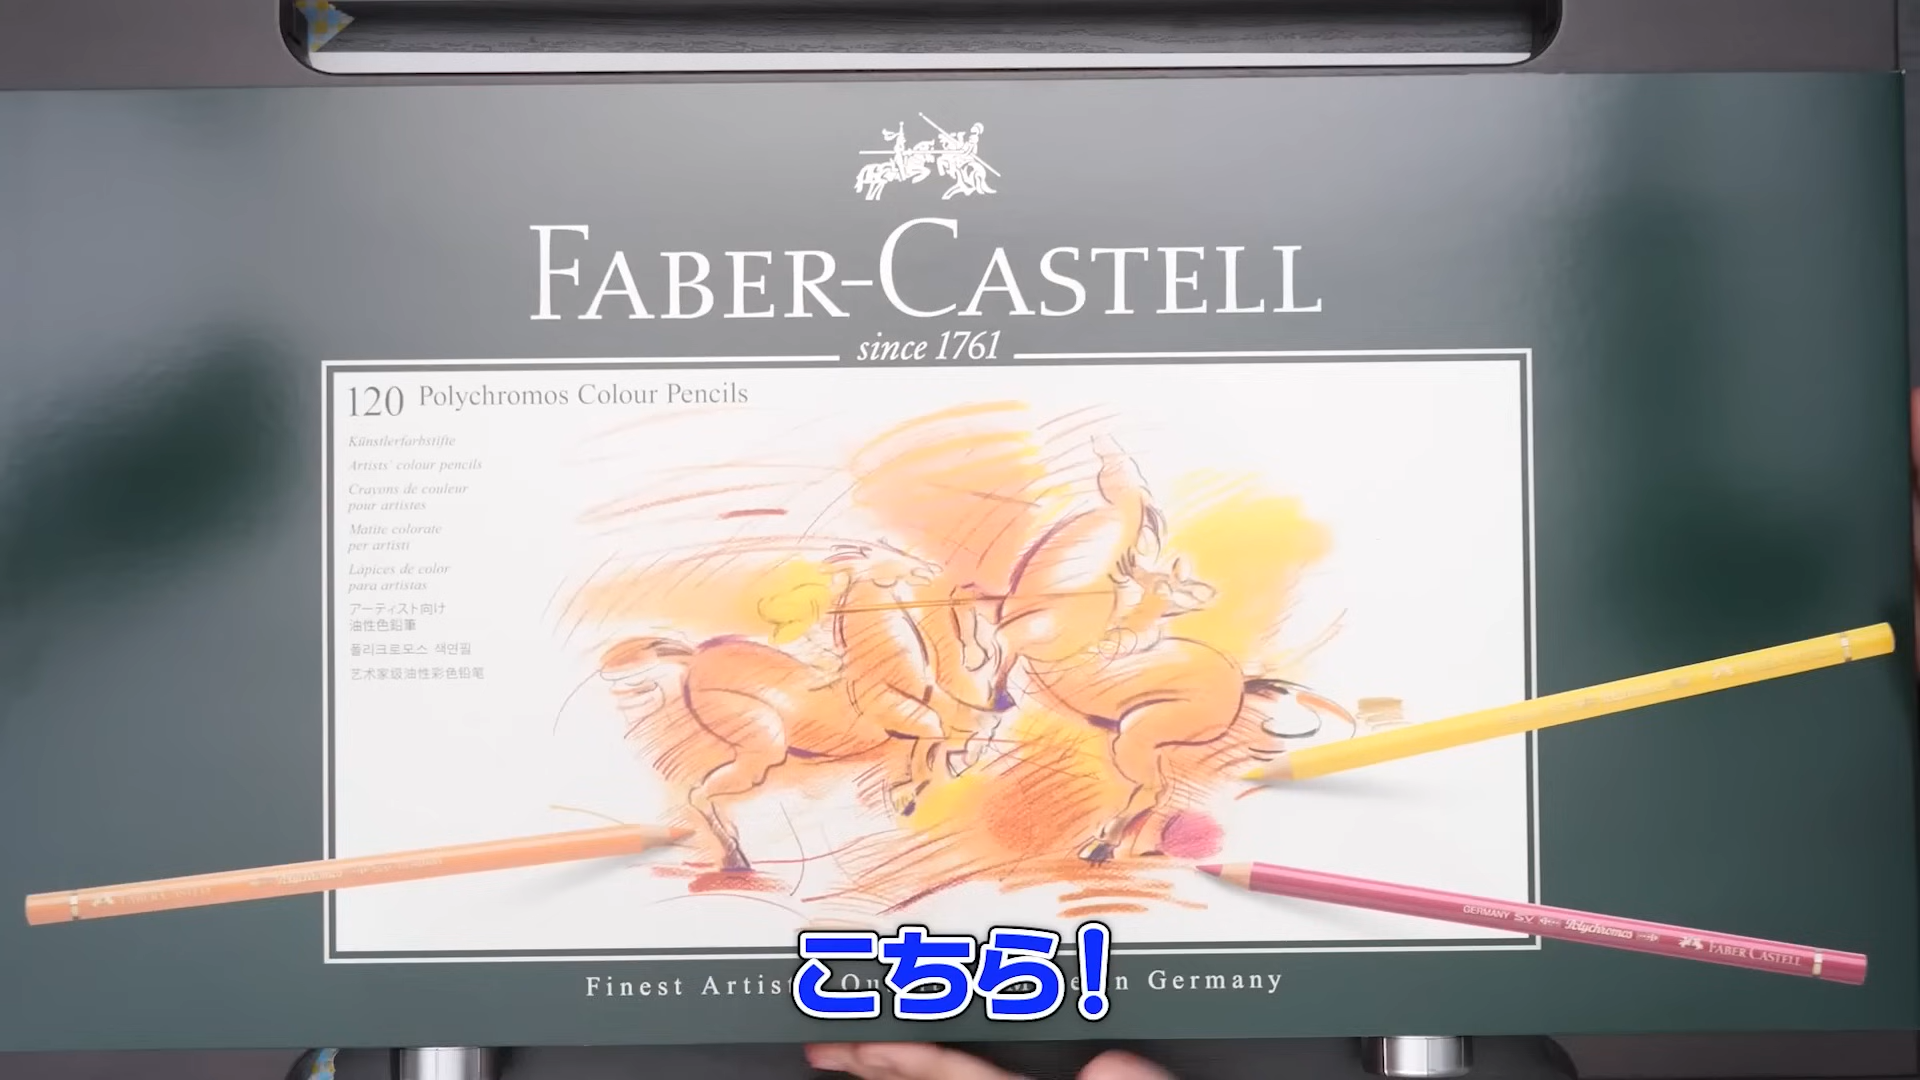 FABER-CASTELL
since 1761
120 Polychromos Colour Pencils
Künstlerfarbstifte
Artists' colour pencils
Crayons de couleur
pour artistes
Matite colorate
per artisti
Lápices de color
para artistas
アーティスト向け
油性色鉛筆
폴리크로모스 색연필
艺术家级油性彩色铅笔
GERMANY SV Polychromos FABER CASTELL
Finest Artis Germany
こちら!